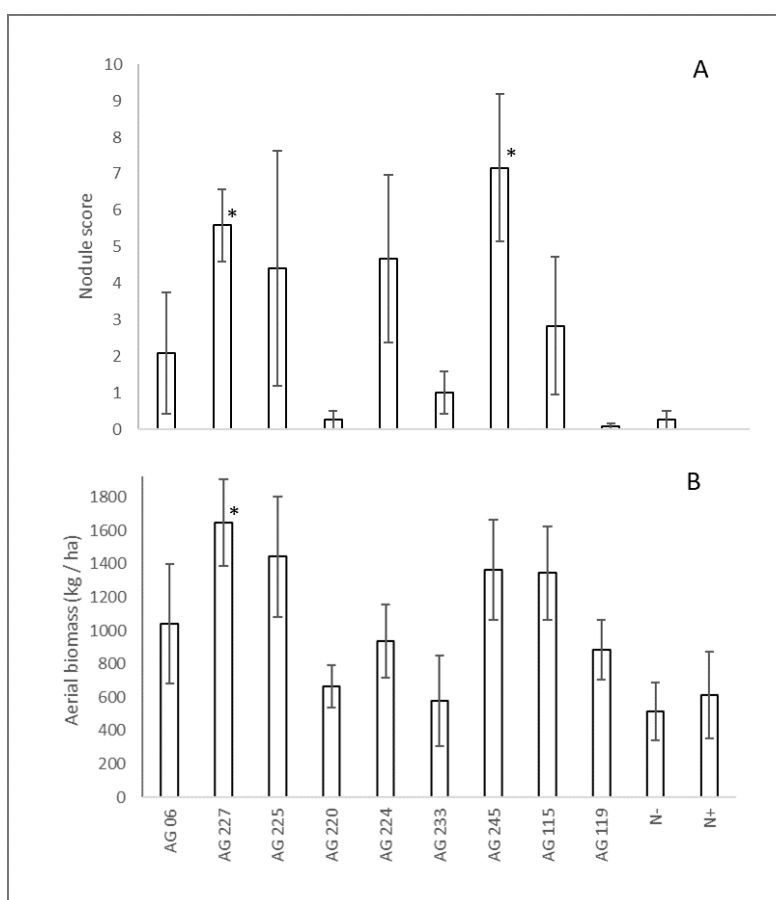 A
10
9
8
7
6
5
4
3
2
1
0
Nodule score
*
*
B
1800
1600
1400
1200
1000
800
600
400
200
0
Aerial biomass (kg / ha)
*
AG 06
AG 227
AG 225
AG 220
AG 224
AG 233
AG 245
AG 115
AG 119
N-
N+